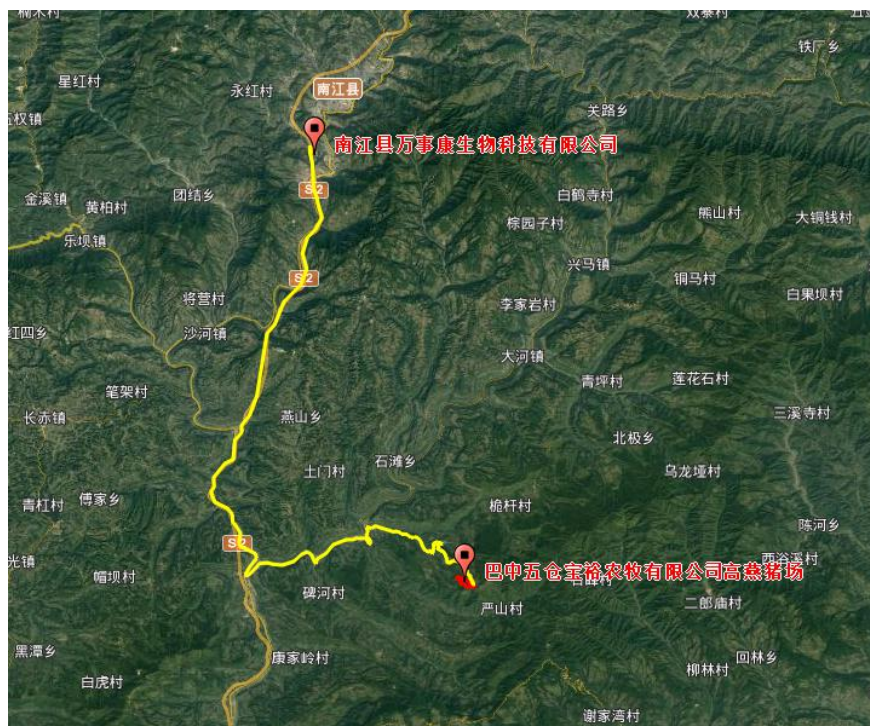 双寨村
铁厂乡
星红村
永红村
南江县
关路乡
南江县万事康生物科技有限公司
金溪镇
黄柏村
团结乡
S2
白鹤寺村
熊山村
大铜钱村
棕园子村
乐坝镇
兴马镇
S2
铜马村
将营村
白果坝村
李家岩村
红四乡
沙河镇
大河镇
笔架村
青坪村
莲花石村
长赤镇
燕山乡
三溪寺村
北极乡
石滩乡
土门村
乌龙垭村
青杠村
傅家乡
桅杆村
陈河乡
S2
光镇
帽坝村
西浴溪村
巴中五仓宝裕农牧有限公司高燕猪场
碑河村
严山村
二郎庙村
黑潭乡
康家岭村
回林乡
柳林村
白虎村
谢家湾村